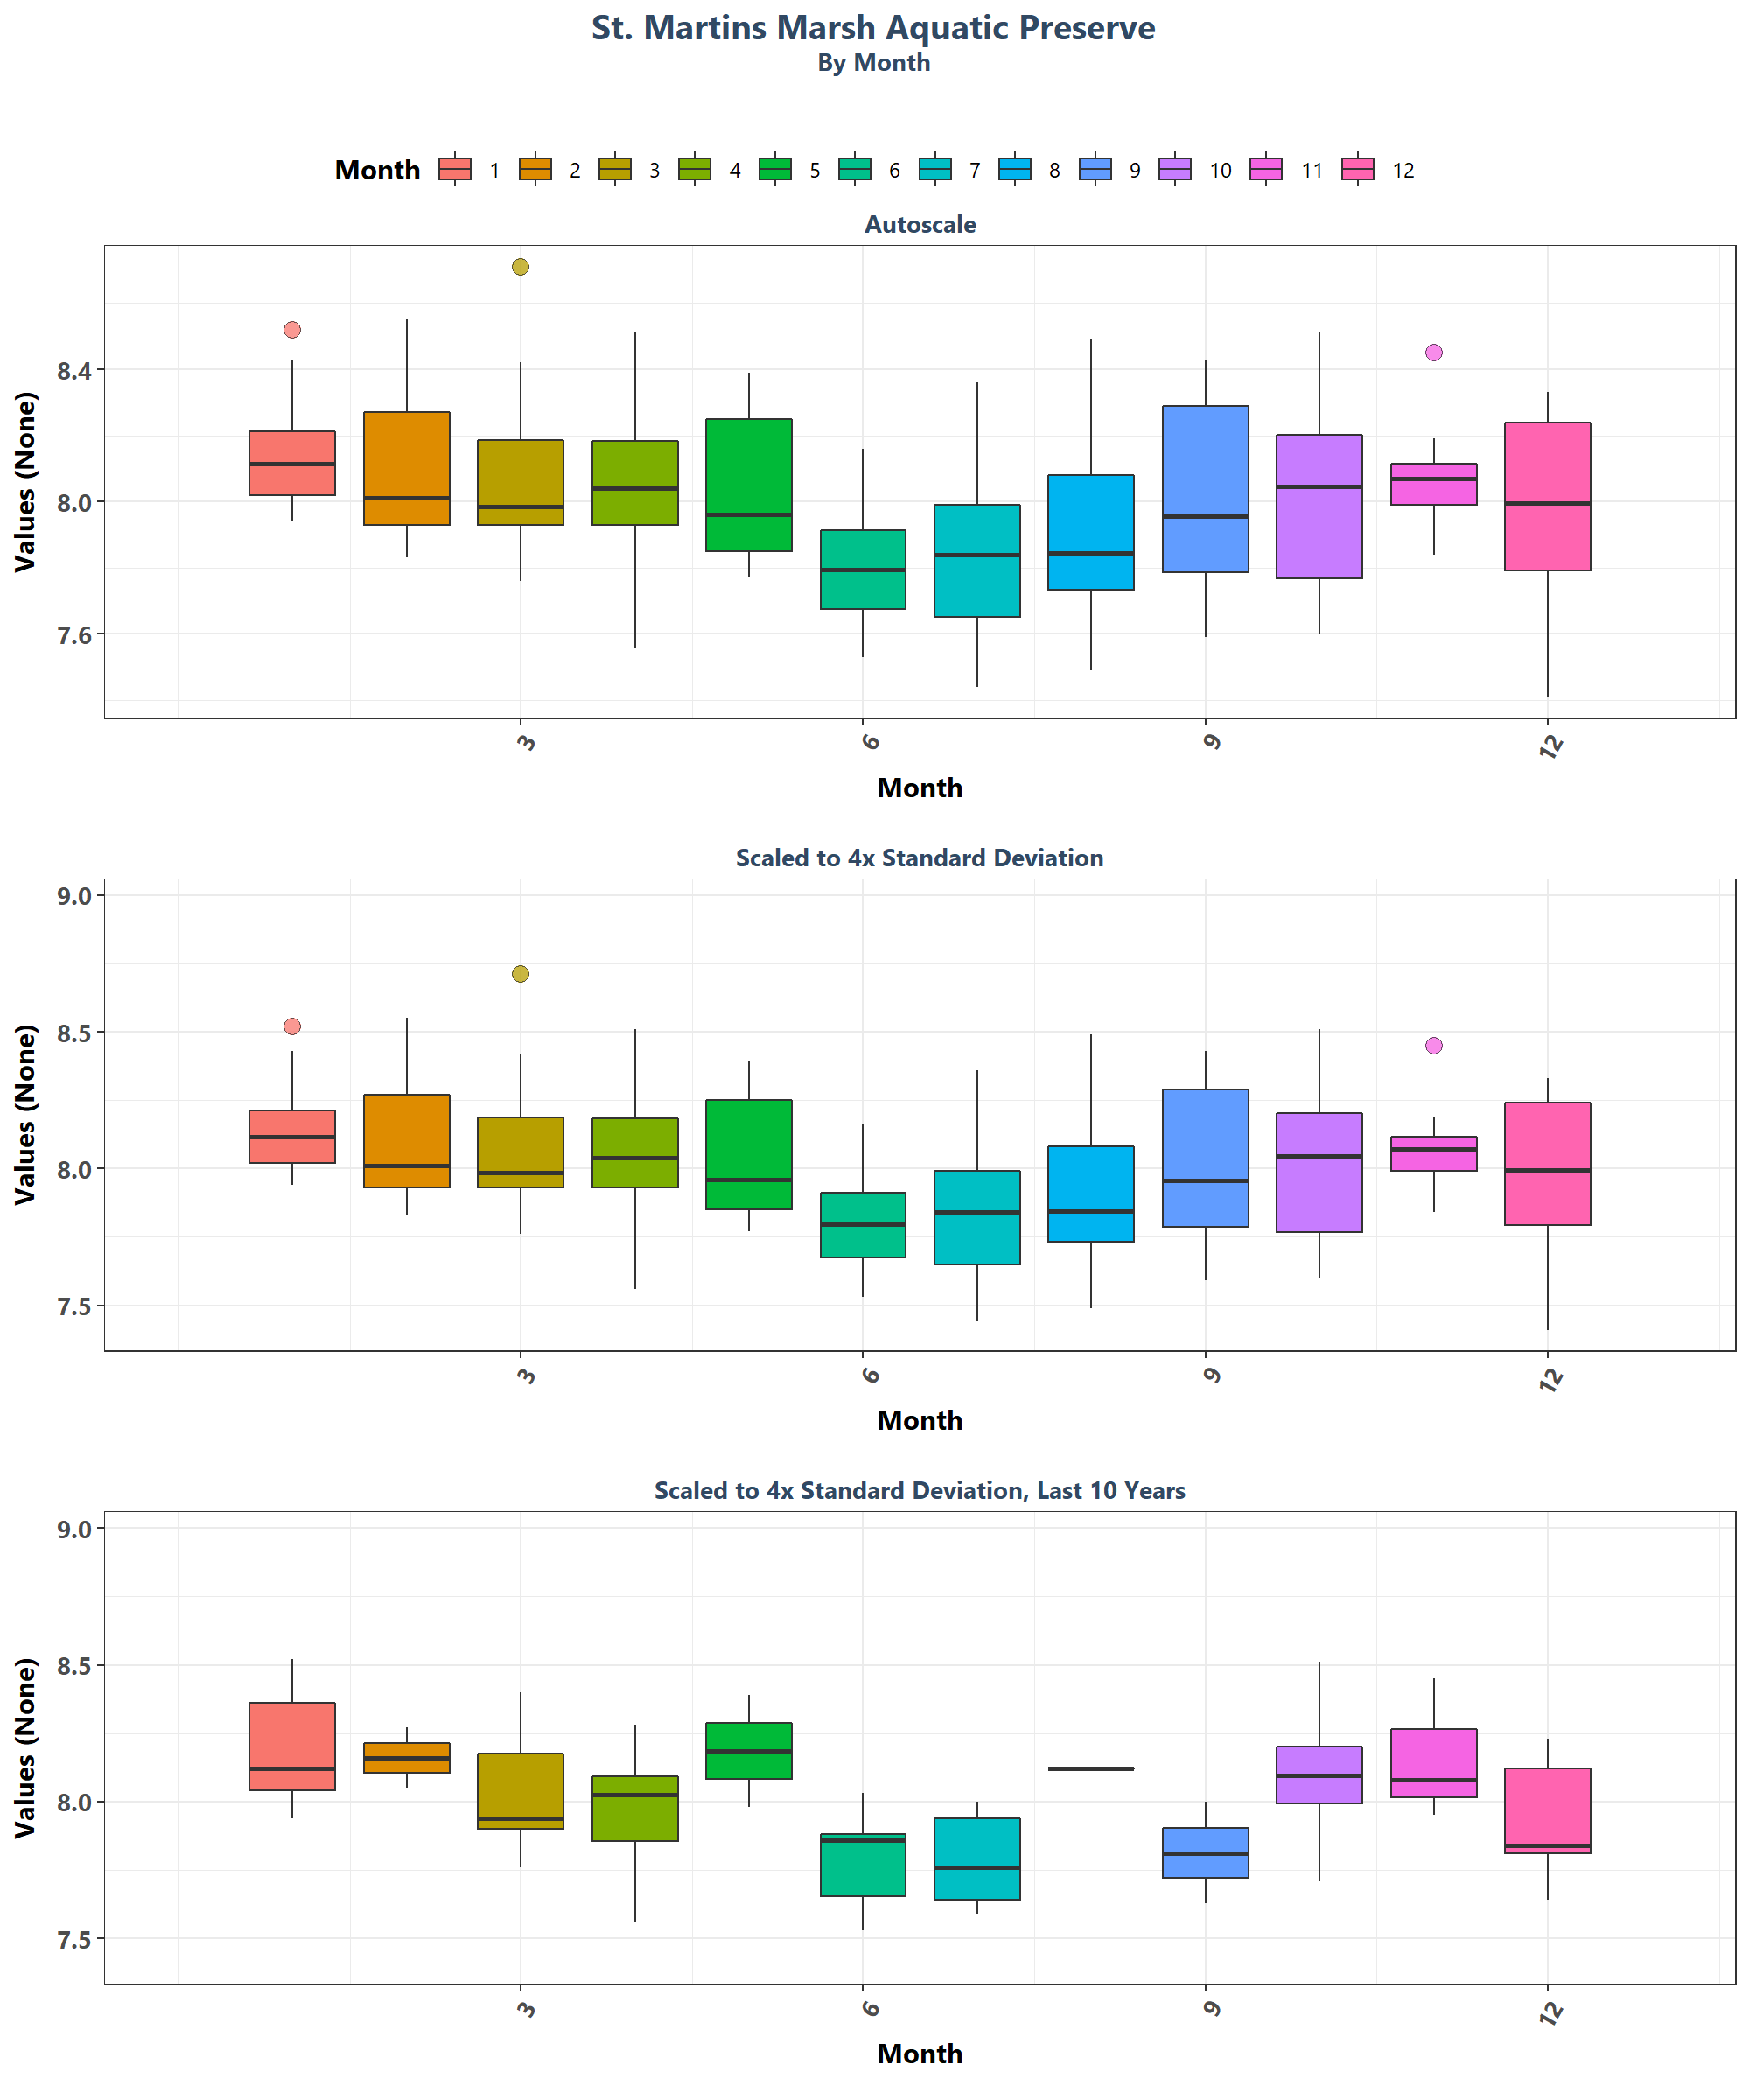 St. Martins Marsh Aquatic Preserve
By Month
Month 1 2 3 4 5 6 7 8 9 10 11 12
Autoscale
Values (None)
8.4
8.0
7.6
3 6 9 12
Month
Scaled to 4x Standard Deviation
Values (None)
9.0
8.5
8.0
7.5
3 6 9 12
Month
Scaled to 4x Standard Deviation, Last 10 Years
Values (None)
9.0
8.5
8.0
7.5
3 6 9 12
Month